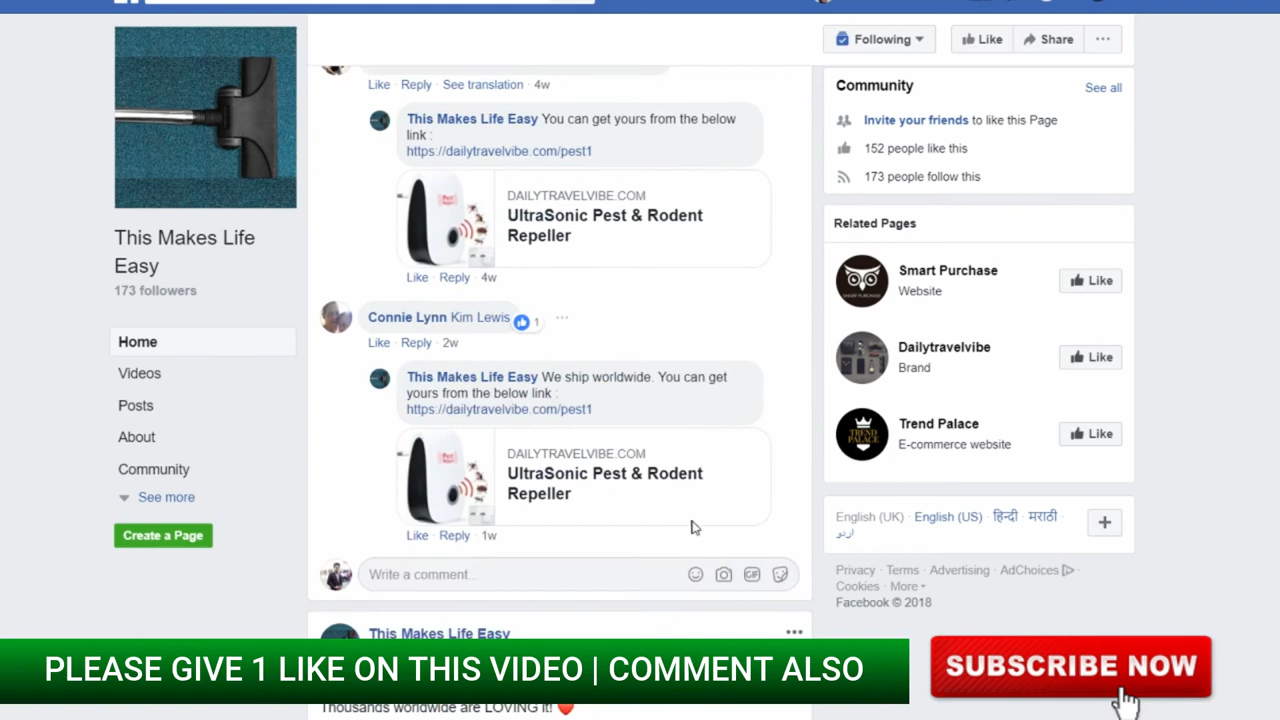 Following
Like
Share
Like · Reply · See translation · 4w
This Makes Life Easy You can get yours from the below
link :
https://dailytravelvibe.com/pest1
DAILYTRAVELVIBE.COM
UltraSonic Pest & Rodent
Repeller
Like · Reply · 4w
Connie Lynn Kim Lewis
1
Like · Reply · 2w
This Makes Life Easy We ship worldwide. You can get
yours from the below link :
https://dailytravelvibe.com/pest1
DAILYTRAVELVIBE.COM
UltraSonic Pest & Rodent
Repeller
Like · Reply · 1w
Write a comment...
GIF
This Makes Life Easy
Thousands worldwide are LOVING it!
This Makes Life
Easy
173 followers
Home
Videos
Posts
About
Community
See more
Create a Page
Community
See all
Invite your friends to like this Page
152 people like this
173 people follow this
Related Pages
Smart Purchase
Website
Like
SMART PURCHASE
Dailytravelvibe
Brand
Like
Trend Palace
E-commerce website
Like
TREND
PALACE
English (UK) · English (US) · हिन्दी · मराठी ·
اردو
Privacy · Terms · Advertising · AdChoices ·
Cookies · More
Facebook © 2018
PLEASE GIVE 1 LIKE ON THIS VIDEO | COMMENT ALSO
SUBSCRIBE NOW